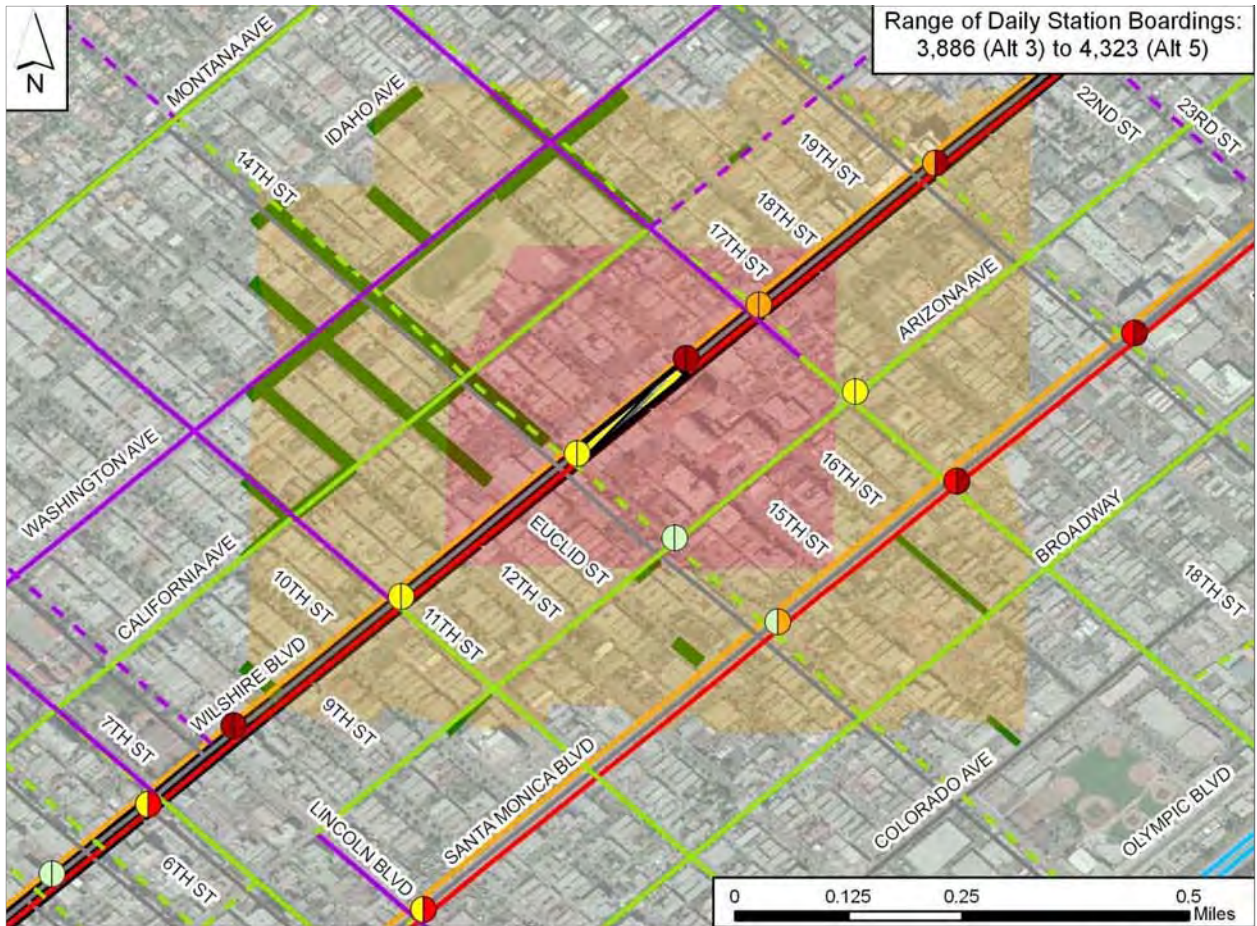 Range of Daily Station Boardings:
3,886 (Alt 3) to 4,323 (Alt 5)
N
MONTANA AVE
IDAHO AVE
22ND ST
23RD ST
14TH ST
19TH ST
18TH ST
17TH ST
ARIZONA AVE
WASHINGTON AVE
CALIFORNIA AVE
16TH ST
15TH ST
EUCLID ST
12TH ST
BROADWAY
10TH ST
11TH ST
18TH ST
WILSHIRE BLVD
9TH ST
7TH ST
SANTA MONICA BLVD
COLORADO AVE
LINCOLN BLVD
OLYMPIC BLVD
6TH ST
0 0.125 0.25 0.5
Miles